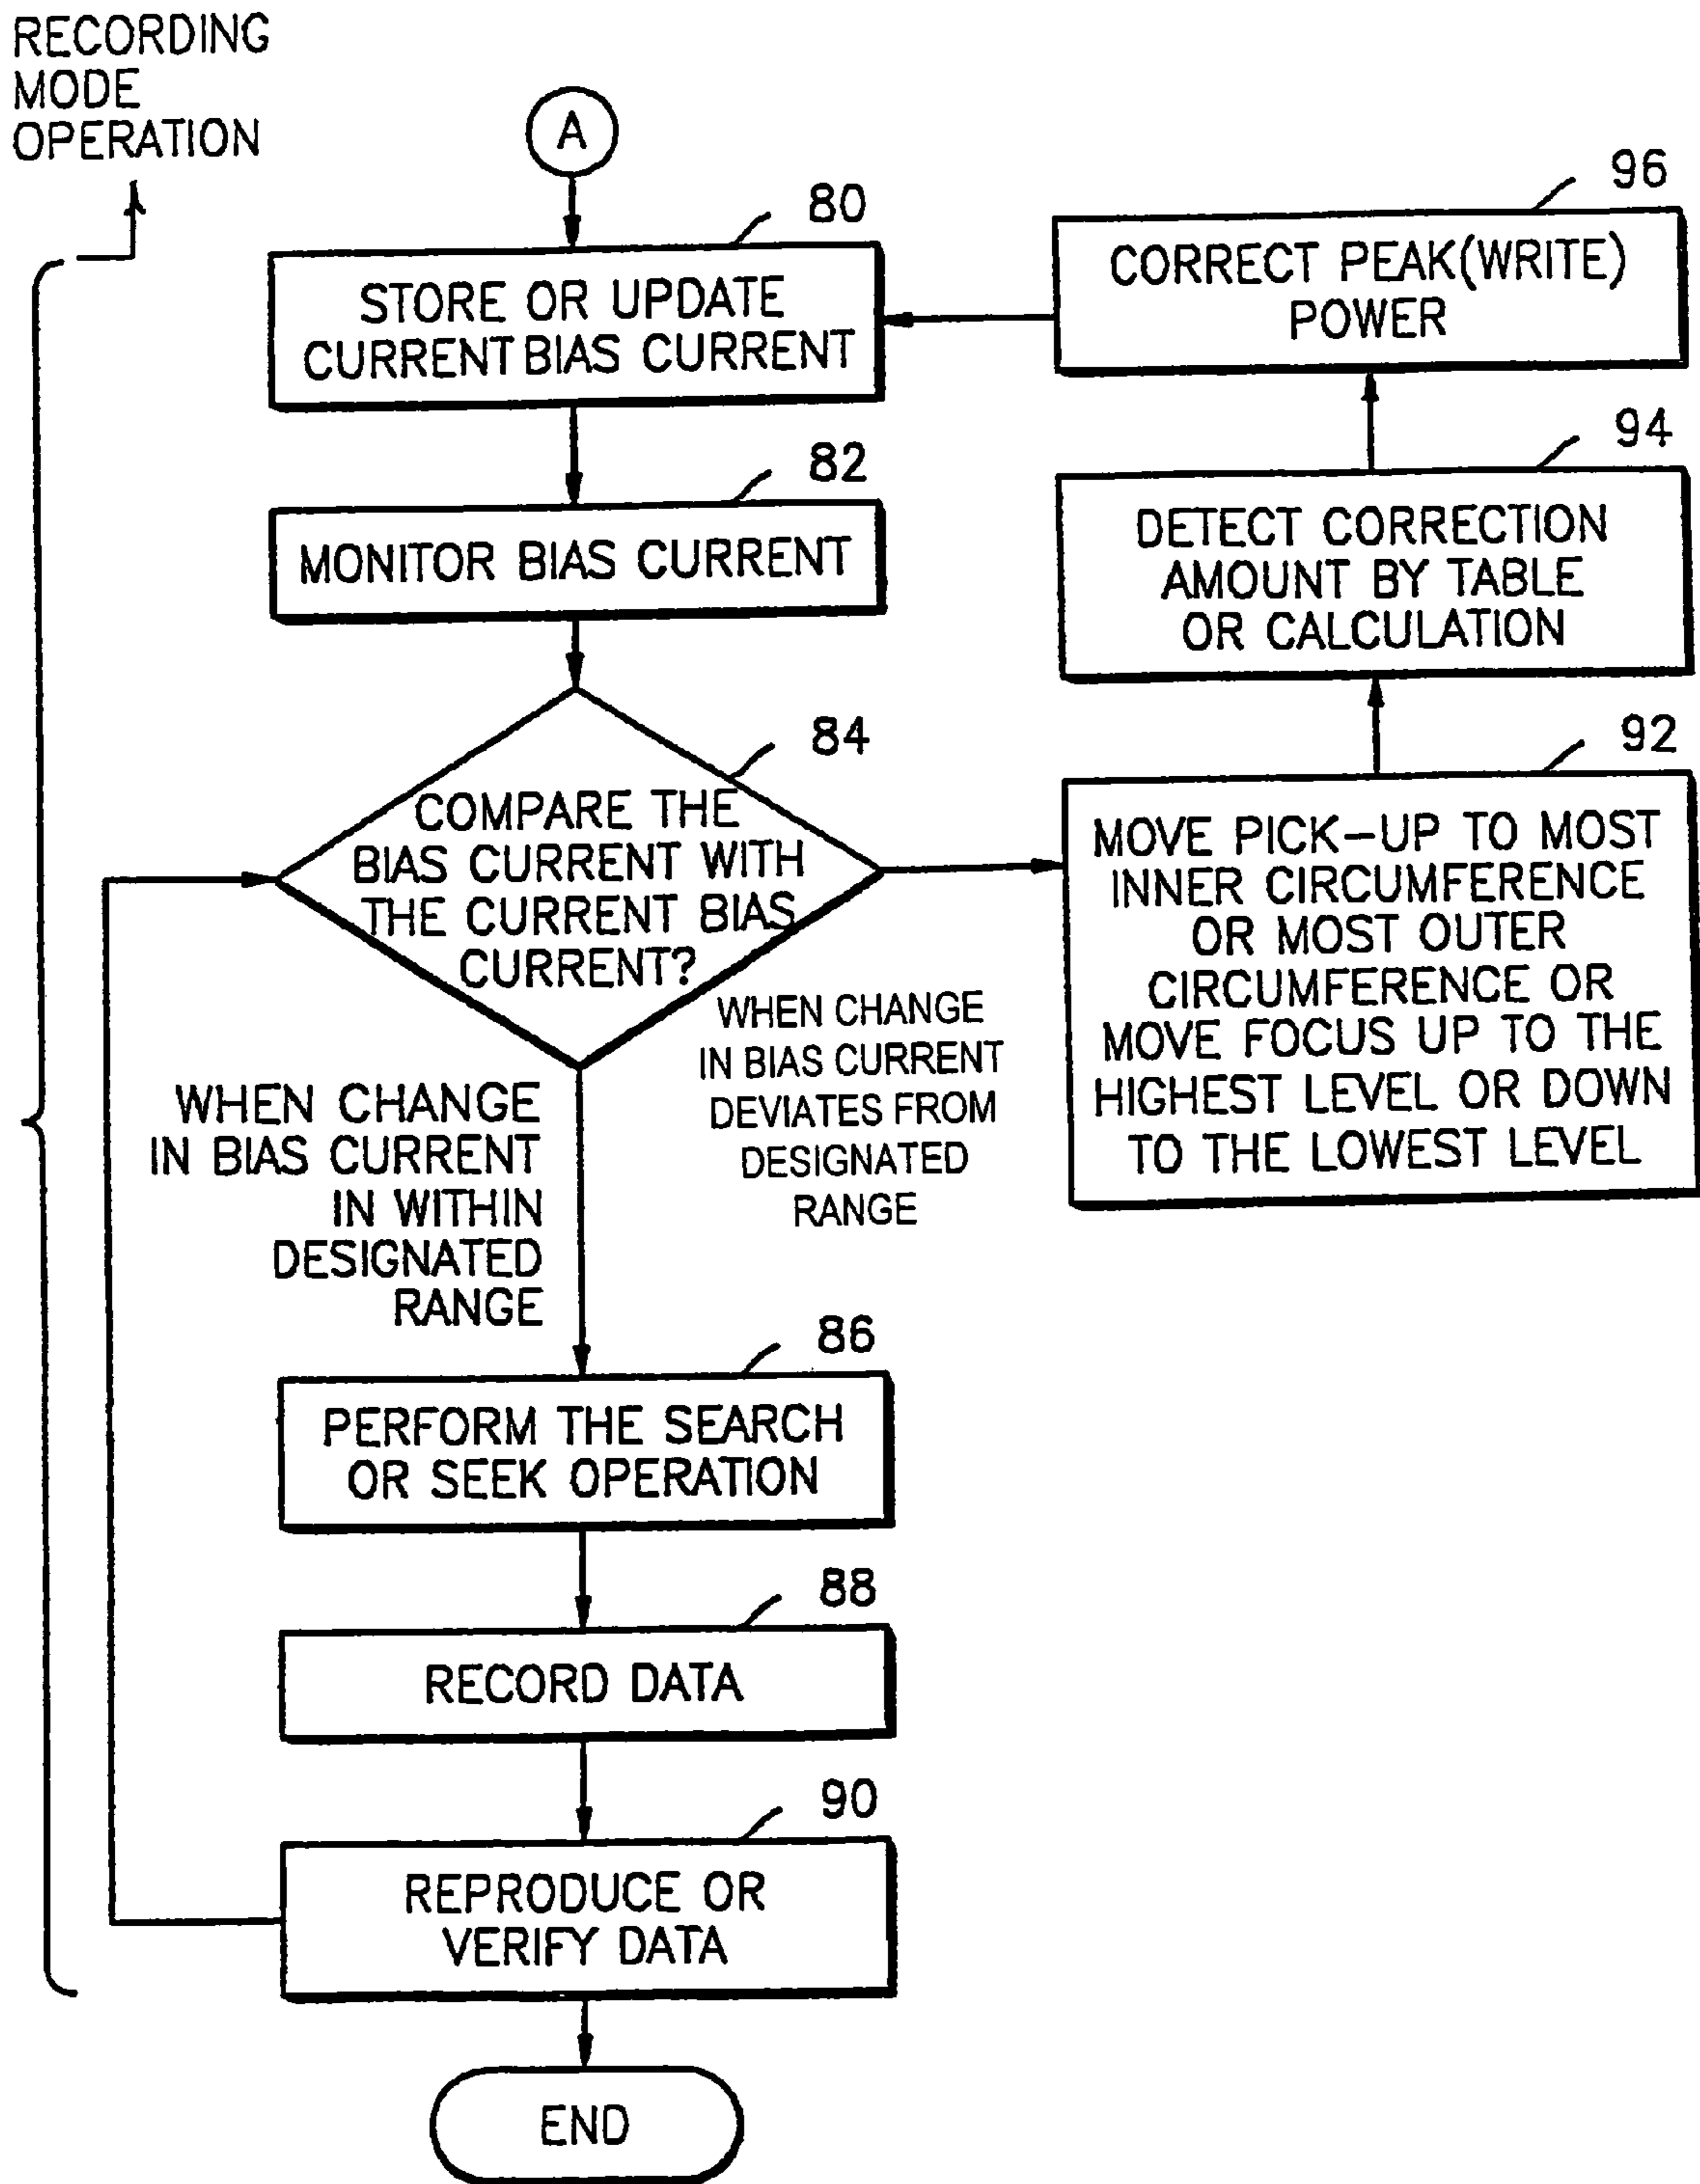 RECORDING
MODE
OPERATION
A
80
STORE OR UPDATE
CURRENT BIAS CURRENT
82
MONITOR BIAS CURRENT
84
COMPARE THE
BIAS CURRENT WITH
THE CURRENT BIAS
CURRENT?
WHEN CHANGE
IN BIAS CURRENT
DEVIATES FROM
DESIGNATED
RANGE
WHEN CHANGE
IN BIAS CURRENT
IN WITHIN
DESIGNATED
RANGE
86
PERFORM THE SEARCH
OR SEEK OPERATION
88
RECORD DATA
90
REPRODUCE OR
VERIFY DATA
END
92
MOVE PICK-UP TO MOST
INNER CIRCUMFERENCE
OR MOST OUTER
CIRCUMFERENCE OR
MOVE FOCUS UP TO THE
HIGHEST LEVEL OR DOWN
TO THE LOWEST LEVEL
94
DETECT CORRECTION
AMOUNT BY TABLE
OR CALCULATION
96
CORRECT PEAK(WRITE)
POWER